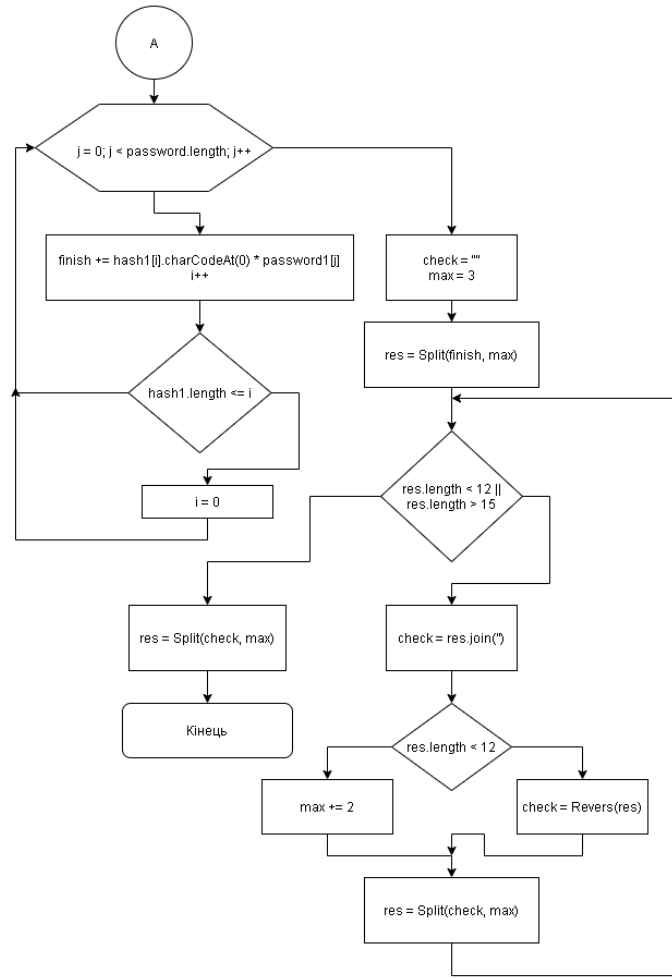 A
j = 0; j < password.length; j++
finish += hash1[i].charCodeAt(0) * password1[j]
i++
check = ""
max = 3
res = Split(finish, max)
hash1.length <= i
i = 0
res.length < 12 ||
res.length > 15
res = Split(check, max)
check = res.join('')
Кінець
res.length < 12
max += 2
check = Revers(res)
res = Split(check, max)